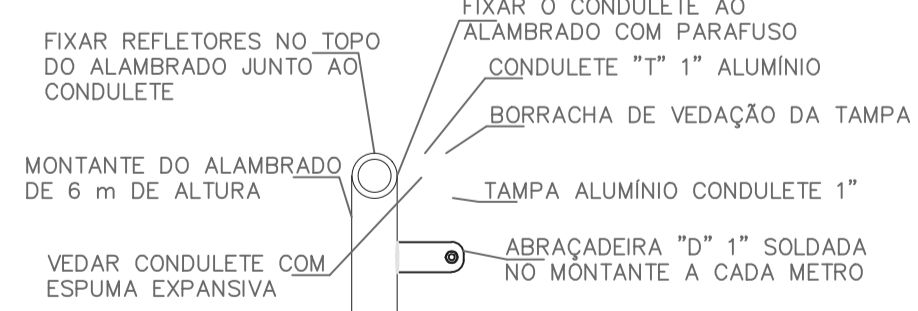 FIXAR O CONDULETE AO
ALAMBRADO COM PARAFUSO
FIXAR REFLETORES NO TOPO
DO ALAMBRADO JUNTO AO
CONDULETE
CONDULETE "T" 1" ALUMÍNIO
BORRACHA DE VEDAÇÃO DA TAMPA
MONTANTE DO ALAMBRADO
DE 6 m DE ALTURA
TAMPA ALUMÍNIO CONDULETE 1"
VEDAR CONDULETE COM
ESPUMA EXPANSIVA
ABRAÇADEIRA "D" 1" SOLDADA
NO MONTANTE A CADA METRO